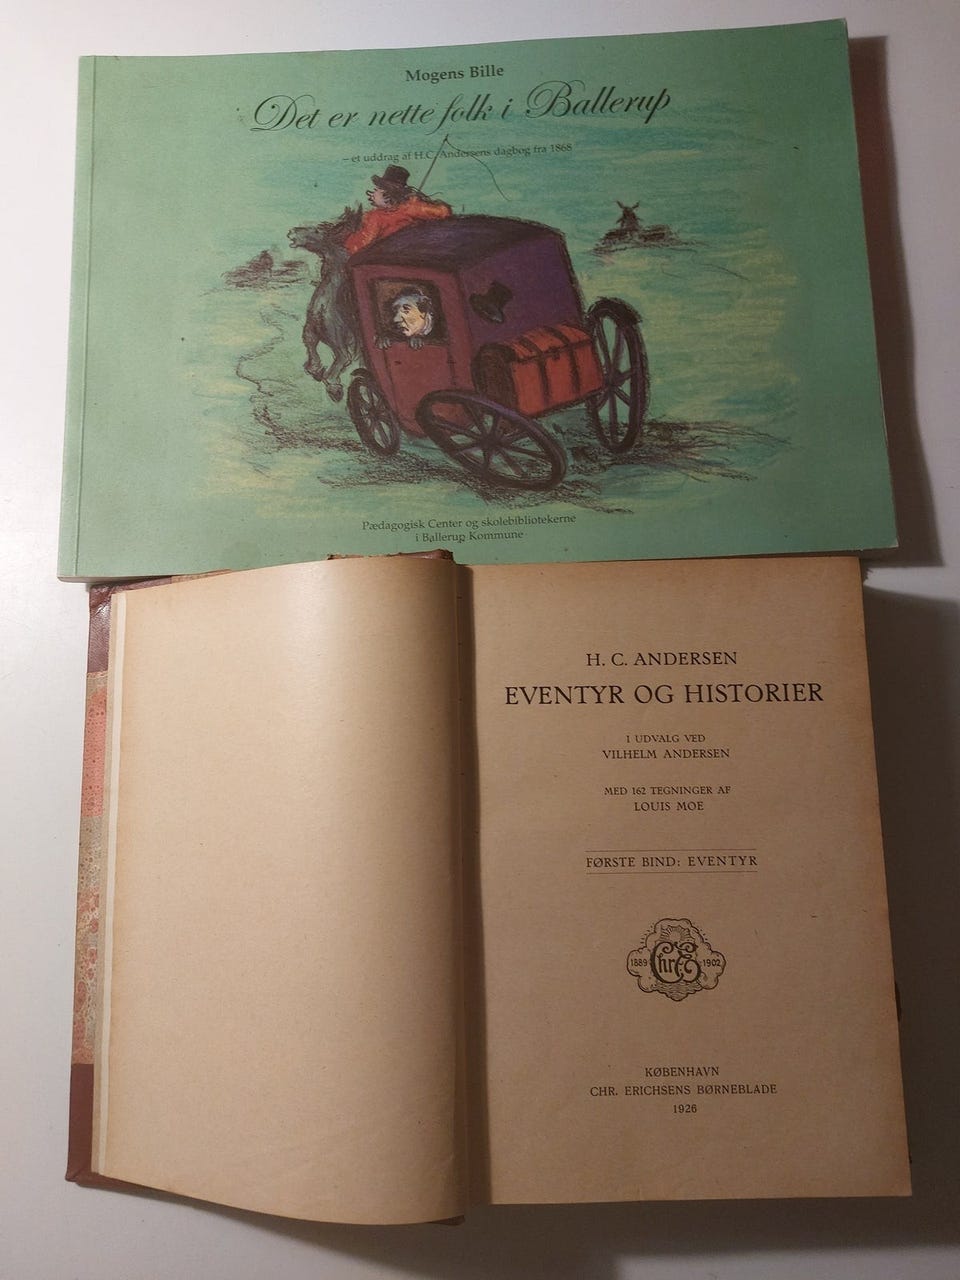 Mogens Bille
Det er nette folk i Ballerup
– et uddrag af H.C. Andersens dagbog fra 1868
Pædagogisk Center og skolebibliotekerne
i Ballerup Kommune
H. C. ANDERSEN
EVENTYR OG HISTORIER
I UDVALG VED
VILHELM ANDERSEN
MED 162 TEGNINGER AF
LOUIS MOE
FØRSTE BIND: EVENTYR
1889 Chr.E 1902
KØBENHAVN
CHR. ERICHSENS BØRNEBLADE
1926